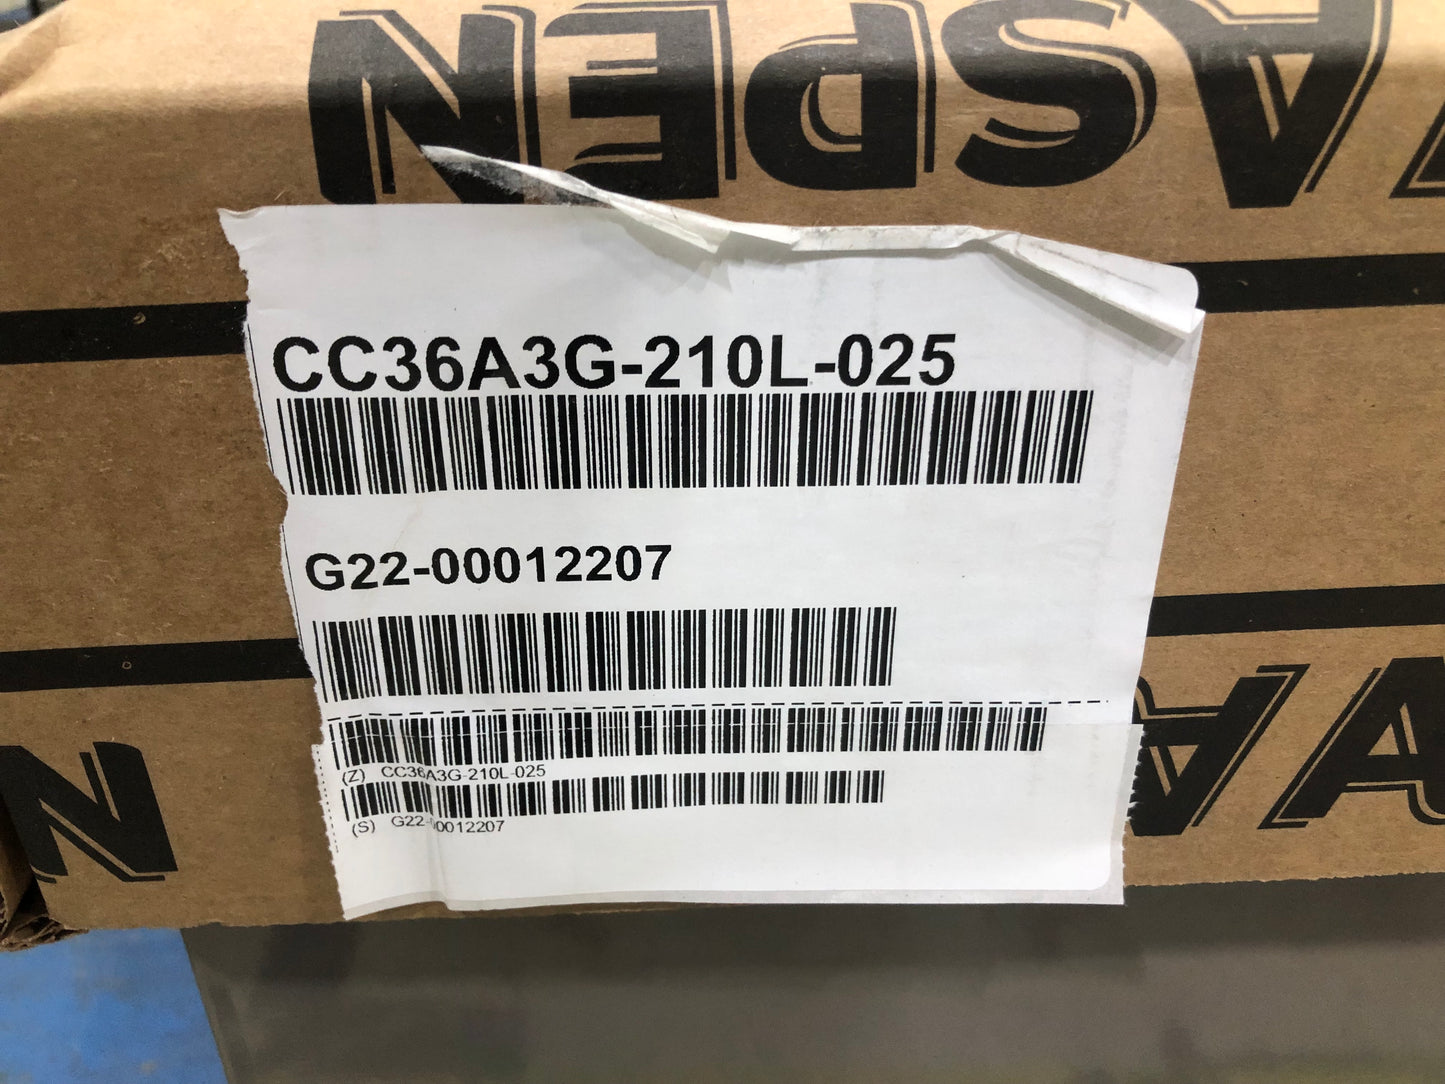 ASPEN
CC36A3G-210L-025
G22-00012207
(Z) CC36A3G-210L-025
(S) G22-00012207